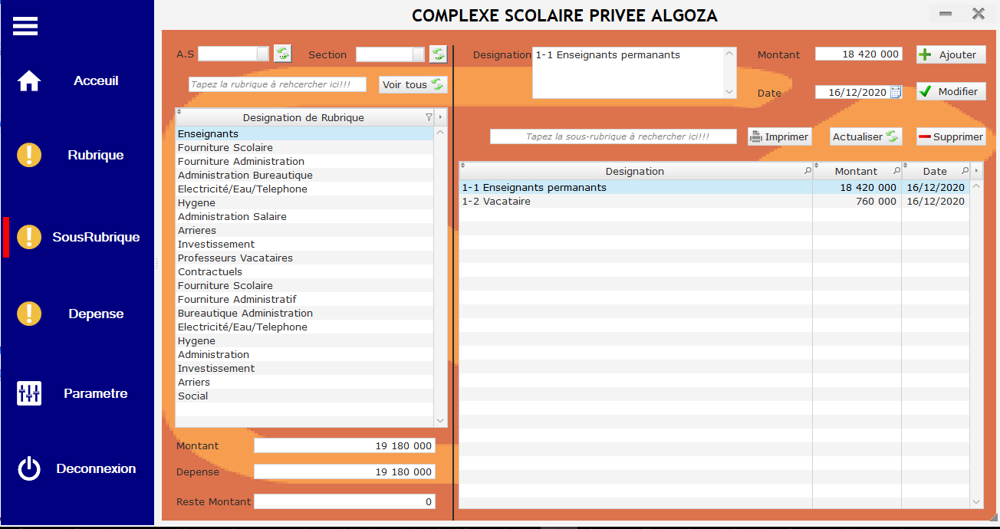 COMPLEXE SCOLAIRE PRIVEE ALGOZA
Acceuil
Rubrique
SousRubrique
Depense
Parametre
Deconnexion
A.S
Section
Tapez la rubrique à rehcercher ici!!!
Voir tous
Designation de Rubrique
Enseignants
Fourniture Scolaire
Fourniture Administration
Administration Bureautique
Electricité/Eau/Telephone
Hygene
Administration Salaire
Arrieres
Investissement
Professeurs Vacataires
Contractuels
Fourniture Scolaire
Fourniture Administratif
Bureautique Administration
Electricité/Eau/Telephone
Hygene
Administration
Investissement
Arriers
Social
Montant 19 180 000
Depense 19 180 000
Reste Montant 0
Designation 1-1 Enseignants permanants
Montant 18 420 000
Ajouter
Date 16/12/2020
Modifier
Tapez la sous-rubrique à rechercher ici!!!
Imprimer
Actualiser
Supprimer
Designation Montant Date
1-1 Enseignants permanants 18 420 000 16/12/2020
1-2 Vacataire 760 000 16/12/2020